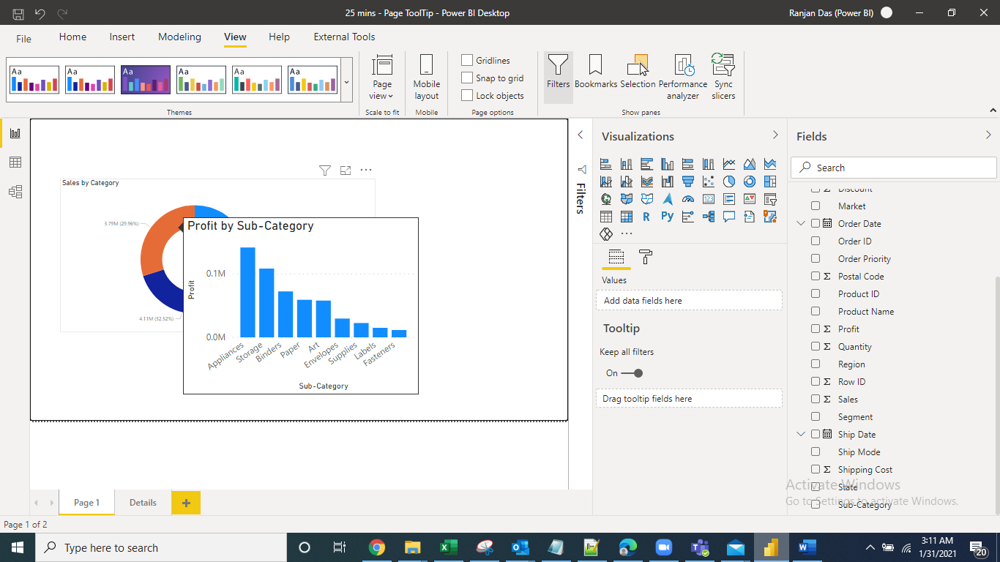 25 mins - Page ToolTip - Power BI Desktop
Ranjan Das (Power BI)
File Home Insert Modeling View Help External Tools
Aa Aa Aa Aa Aa Aa
Themes
Page view
Scale to fit
Mobile layout
Mobile
Gridlines
Snap to grid
Lock objects
Page options
Filters
Bookmarks
Selection
Performance analyzer
Sync slicers
Show panes
Sales by Category
3.79M (29.96%)
4.11M (32.52%)
Profit by Sub-Category
Profit
0.1M
0.0M
Appliances
Storage
Binders
Paper
Art
Envelopes
Supplies
Labels
Fasteners
Sub-Category
Filters
Visualizations
R Py
123
Values
Add data fields here
Tooltip
Keep all filters
On
Drag tooltip fields here
Fields
Search
Discount
Market
Order Date
Order ID
Order Priority
Σ Postal Code
Product ID
Product Name
Σ Profit
Σ Quantity
Region
Σ Row ID
Σ Sales
Segment
Ship Date
Ship Mode
Σ Shipping Cost
State
Sub-Category
Activate Windows
Go to Settings to activate Windows.
Page 1 Details +
Page 1 of 2
Type here to search
3:11 AM
1/31/2021
20